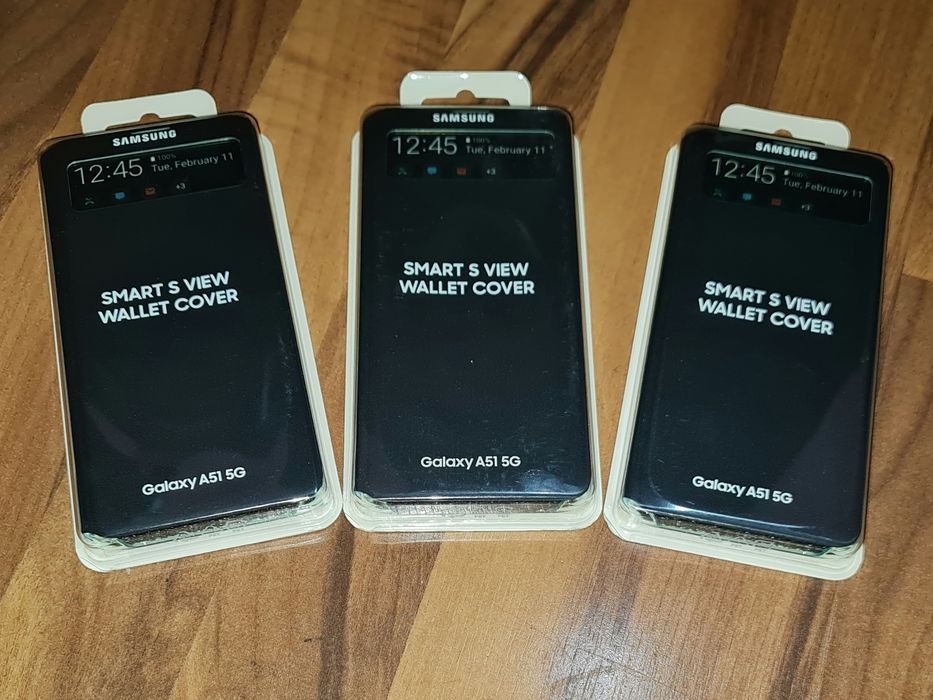 SAMSUNG
12:45 100%
Tue, February 11
+3
SMART S VIEW
WALLET COVER
Galaxy A51 5G
SAMSUNG
12:45 100%
Tue, February 11
+3
SMART S VIEW
WALLET COVER
Galaxy A51 5G
SAMSUNG
12:45 100%
Tue, February 11
+3
SMART S VIEW
WALLET COVER
Galaxy A51 5G